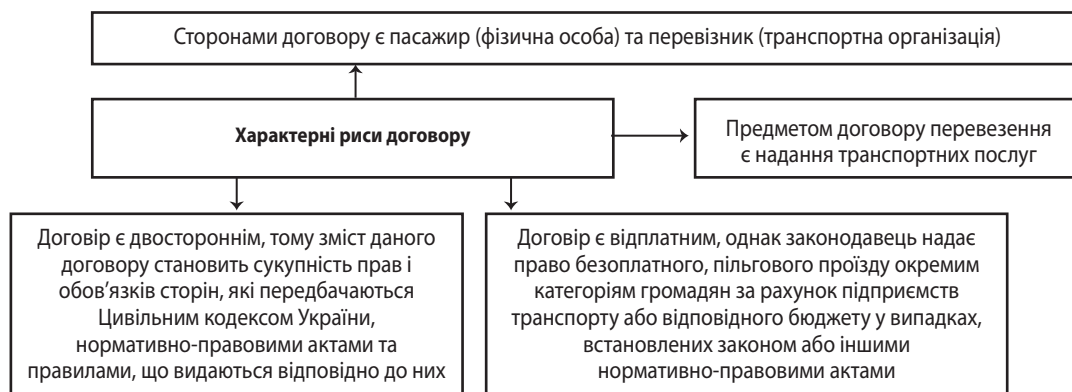 Сторонами договору є пасажир (фізична особа) та перевізник (транспортна організація)
Характерні риси договору
Предметом договору перевезення
є надання транспортних послуг
Договір є двостороннім, тому зміст даного
договору становить сукупність прав і
обов’язків сторін, які передбачаються
Цивільним кодексом України,
нормативно-правовими актами та
правилами, що видаються відповідно до них
Договір є відплатним, однак законодавець надає
право безоплатного, пільгового проїзду окремим
категоріям громадян за рахунок підприємств
транспорту або відповідного бюджету у випадках,
встановлених законом або іншими
нормативно-правовими актами